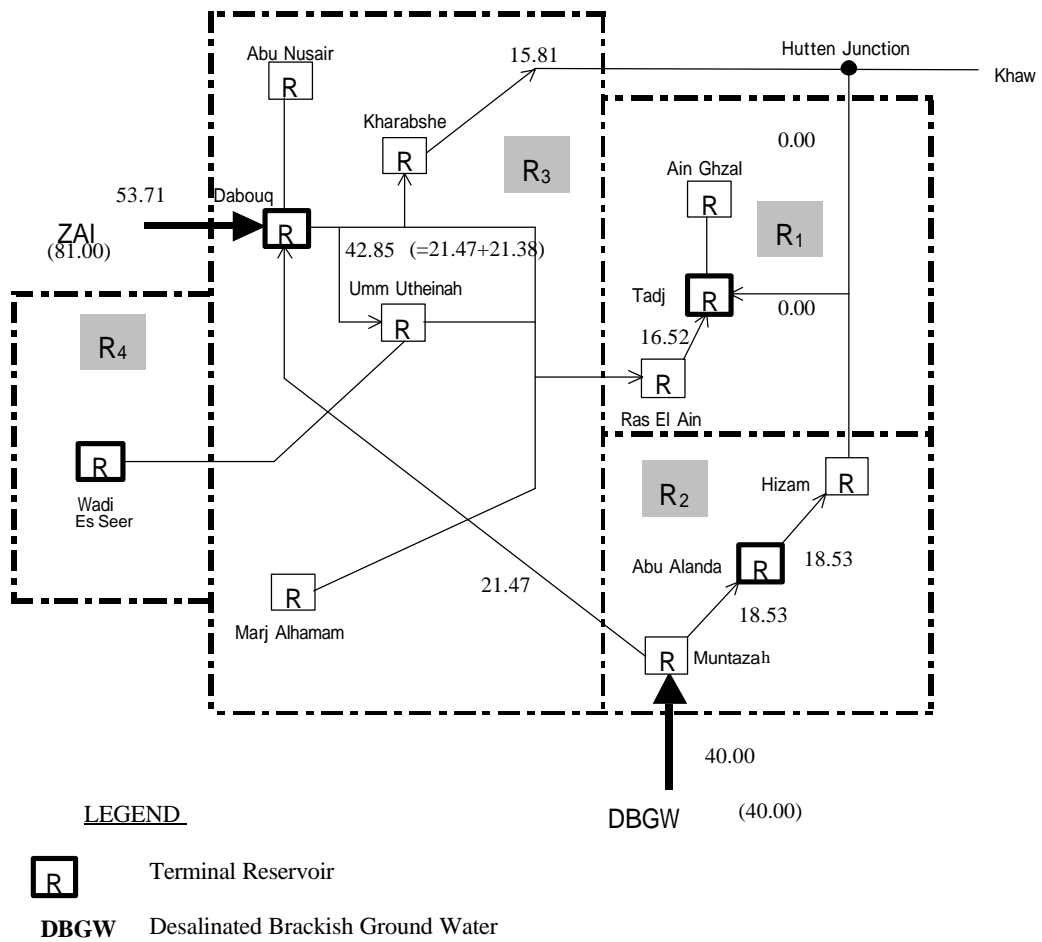 Hutten Junction
Abu Nusair
15.81
Khaw
R
Kharabshe
R
0.00
R3
Ain Ghzal
R
53.71
Dabouq
R
R1
ZAI
(81.00)
42.85 (=21.47+21.38)
Umm Utheinah
Tadj
R
0.00
R
R4
16.52
R
Ras El Ain
R
Wadi
Es Seer
R2
Hizam
R
Abu Alanda
R
18.53
R
21.47
18.53
Marj Alhamam
R
Muntazah
40.00
(40.00)
DBGW
LEGEND
R
Terminal Reservoir
DBGW Desalinated Brackish Ground Water